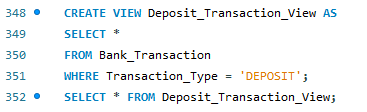 348 CREATE VIEW Deposit_Transaction_View AS
349 SELECT *
350 FROM Bank_Transaction
351 WHERE Transaction_Type = 'DEPOSIT';
352 SELECT * FROM Deposit_Transaction_View;